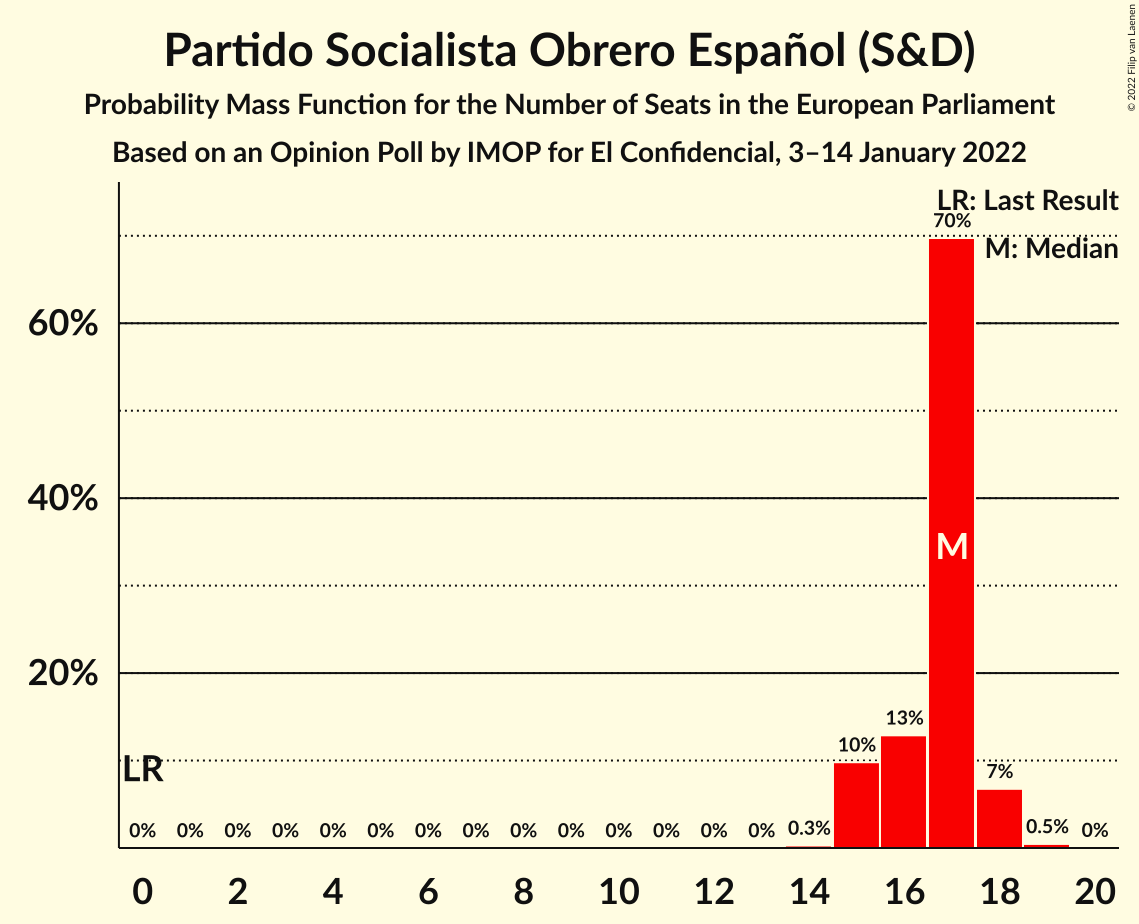 Partido Socialista Obrero Español (S&D)
Probability Mass Function for the Number of Seats in the European Parliament
Based on an Opinion Poll by IMOP for El Confidencial, 3–14 January 2022
© 2022 Filip van Laenen
LR: Last Result
M: Median
70%
60%
40%
20%
M
LR
0% 0% 0% 0% 0% 0% 0% 0% 0% 0% 0% 0% 0% 0% 0.3% 10% 13% 7% 0.5% 0%
0 2 4 6 8 10 12 14 16 18 20